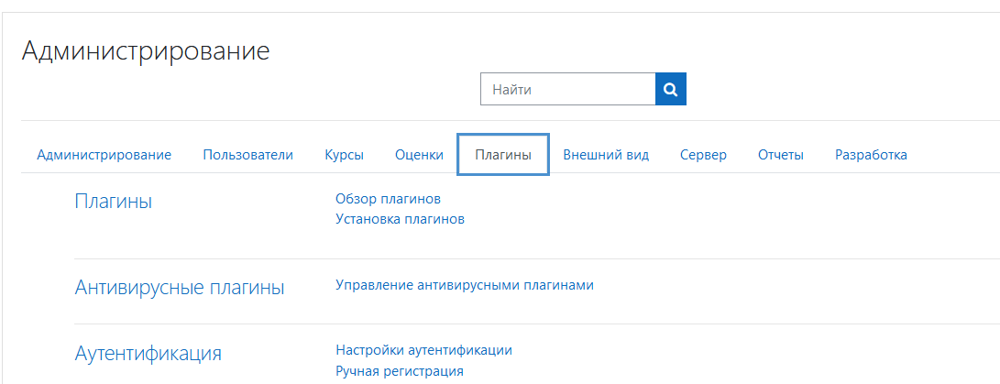 Администрирование
Найти
Администрирование Пользователи Курсы Оценки Плагины Внешний вид Сервер Отчеты Разработка
Плагины
Обзор плагинов
Установка плагинов
Антивирусные плагины
Управление антивирусными плагинами
Аутентификация
Настройки аутентификации
Ручная регистрация